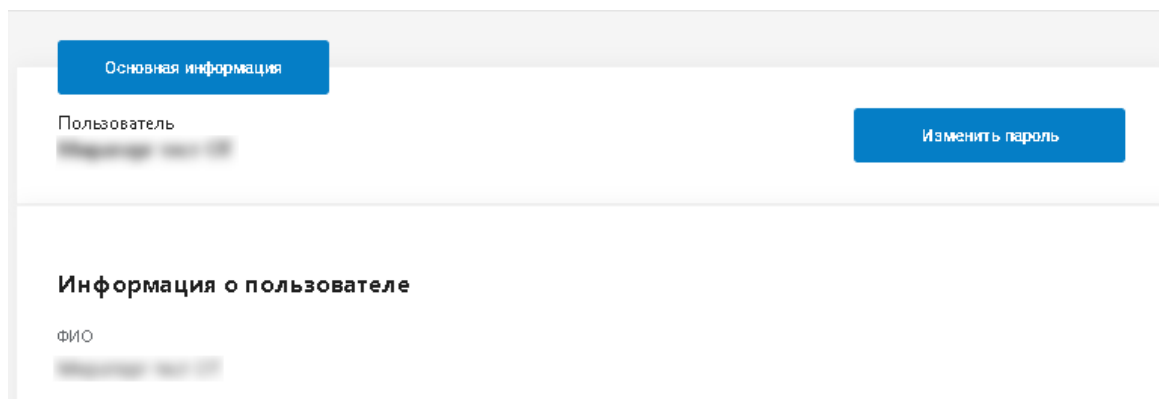 Основная информация
Пользователь
Изменить пароль
Информация о пользователе
ФИО